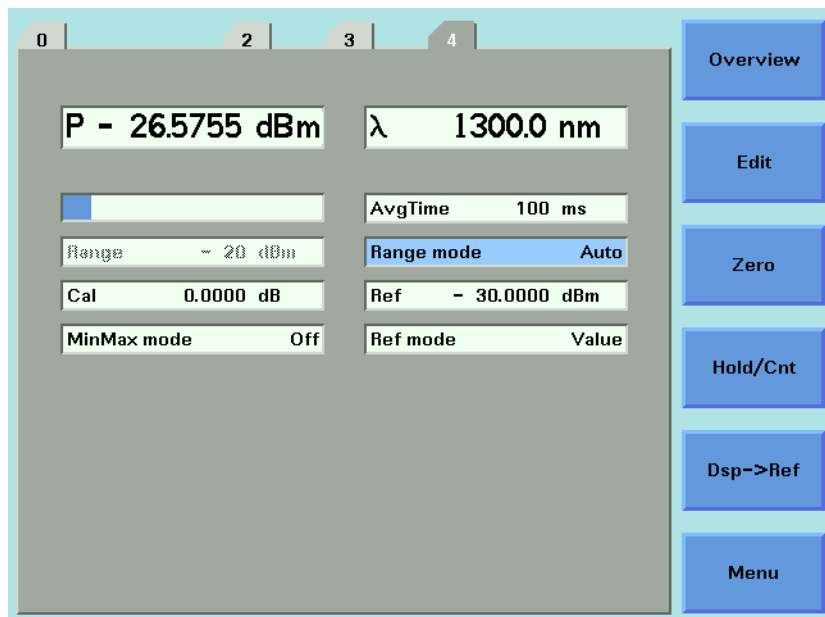 0 2 3 4
P - 26.5755 dBm
λ 1300.0 nm
AvgTime 100 ms
Range - 20 dBm
Range mode Auto
Cal 0.0000 dB
Ref - 30.0000 dBm
MinMax mode Off
Ref mode Value
Overview
Edit
Zero
Hold/Cnt
Dsp->Ref
Menu